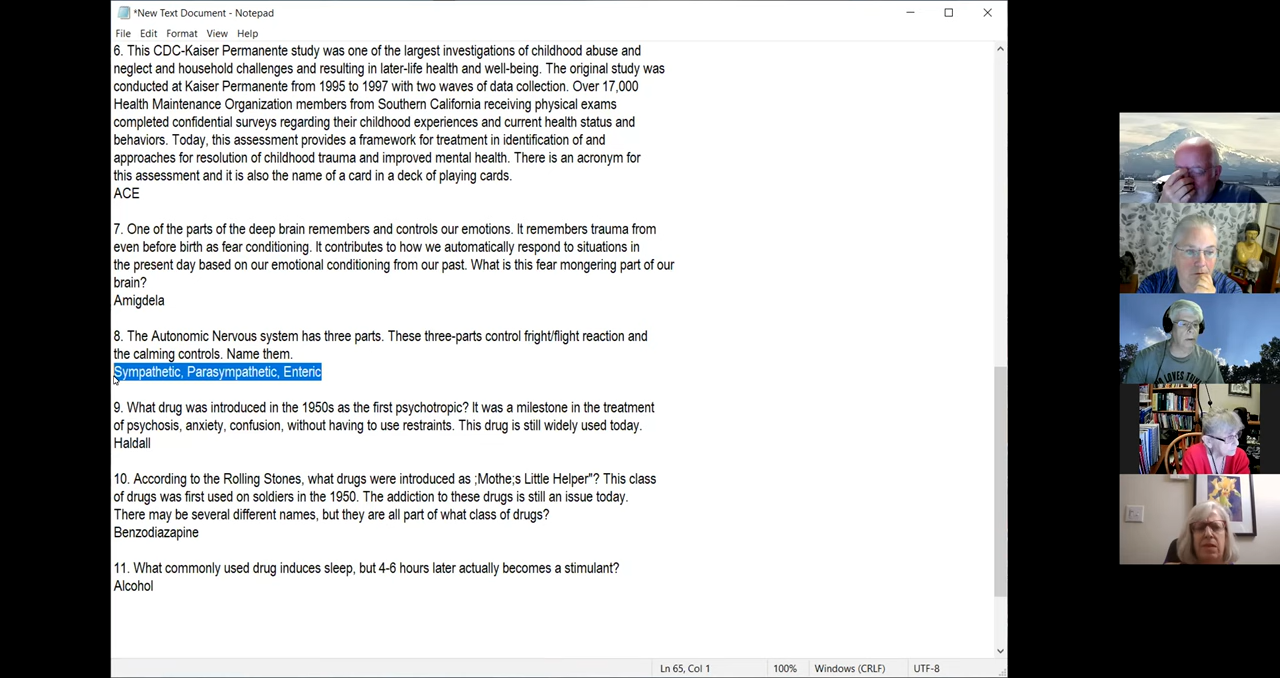 *New Text Document - Notepad
File Edit Format View Help
6. This CDC-Kaiser Permanente study was one of the largest investigations of childhood abuse and
neglect and household challenges and resulting in later-life health and well-being. The original study was
conducted at Kaiser Permanente from 1995 to 1997 with two waves of data collection. Over 17,000
Health Maintenance Organization members from Southern California receiving physical exams
completed confidential surveys regarding their childhood experiences and current health status and
behaviors. Today, this assessment provides a framework for treatment in identification of and
approaches for resolution of childhood trauma and improved mental health. There is an acronym for
this assessment and it is also the name of a card in a deck of playing cards.
ACE
7. One of the parts of the deep brain remembers and controls our emotions. It remembers trauma from
even before birth as fear conditioning. It contributes to how we automatically respond to situations in
the present day based on our emotional conditioning from our past. What is this fear mongering part of our
brain?
Amigdela
8. The Autonomic Nervous system has three parts. These three-parts control fright/flight reaction and
the calming controls. Name them.
Sympathetic, Parasympathetic, Enteric
9. What drug was introduced in the 1950s as the first psychotropic? It was a milestone in the treatment
of psychosis, anxiety, confusion, without having to use restraints. This drug is still widely used today.
Haldall
10. According to the Rolling Stones, what drugs were introduced as ;Mothe;s Little Helper"? This class
of drugs was first used on soldiers in the 1950. The addiction to these drugs is still an issue today.
There may be several different names, but they are all part of what class of drugs?
Benzodiazapine
11. What commonly used drug induces sleep, but 4-6 hours later actually becomes a stimulant?
Alcohol
Ln 65, Col 1 100% Windows (CRLF) UTF-8